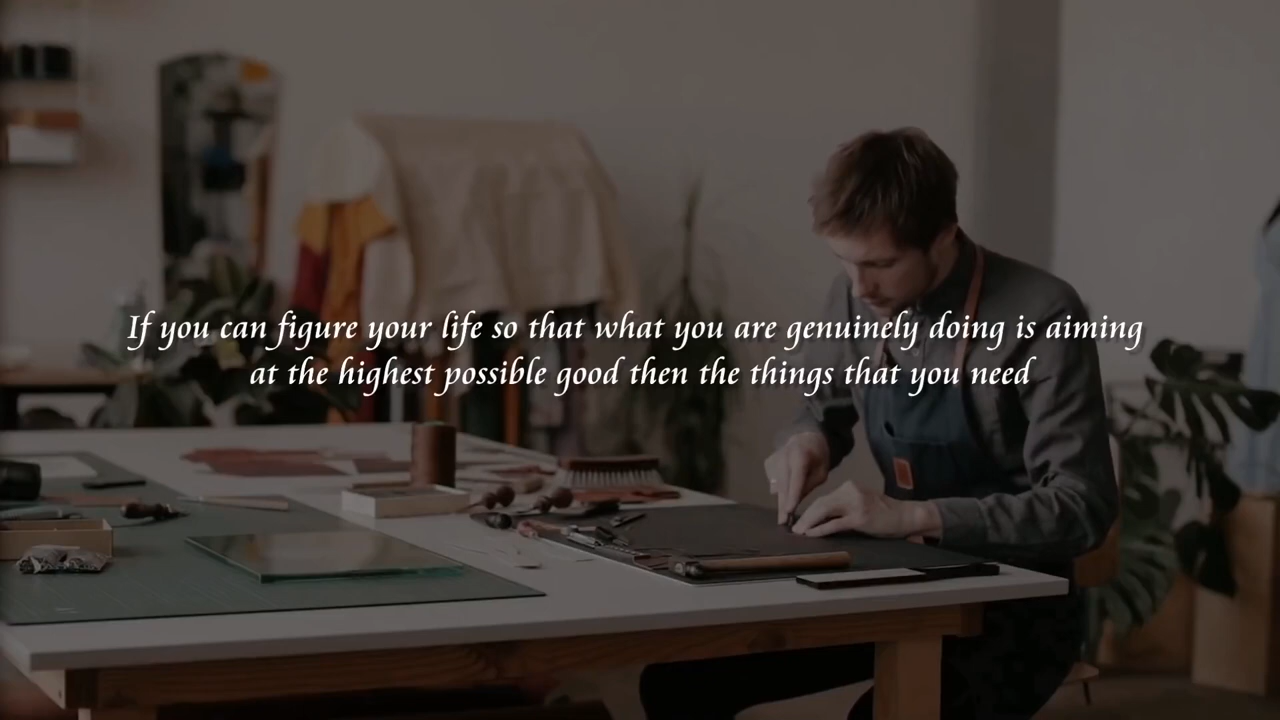 If you can figure your life so that what you are genuinely doing is aiming
at the highest possible good then the things that you need